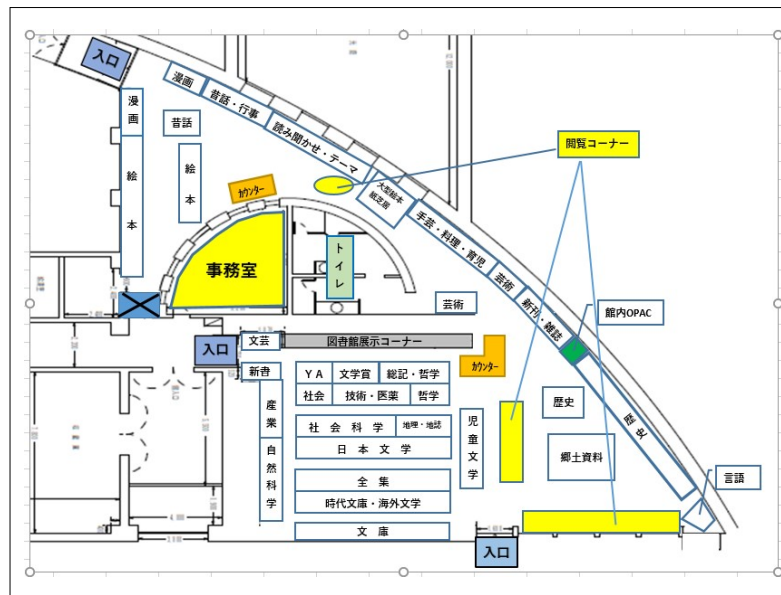 入口
漫画
昔話・行事
読み聞かせ・テーマ
大型絵本
紙芝居
手芸・料理・育児
芸術
新刊・雑誌
館内OPAC
閲覧コーナー
漫画
昔話
絵本
絵本
カウンター
事務室
トイレ
芸術
入口
文芸
図書館展示コーナー
カウンター
新書
ＹＡ
文学賞
総記・哲学
社会
技術・医薬
哲学
産業
自然科学
社会科学
地理・地誌
日本文学
児童文学
歴史
歴史
郷土資料
言語
全集
時代文庫・海外文学
文庫
入口